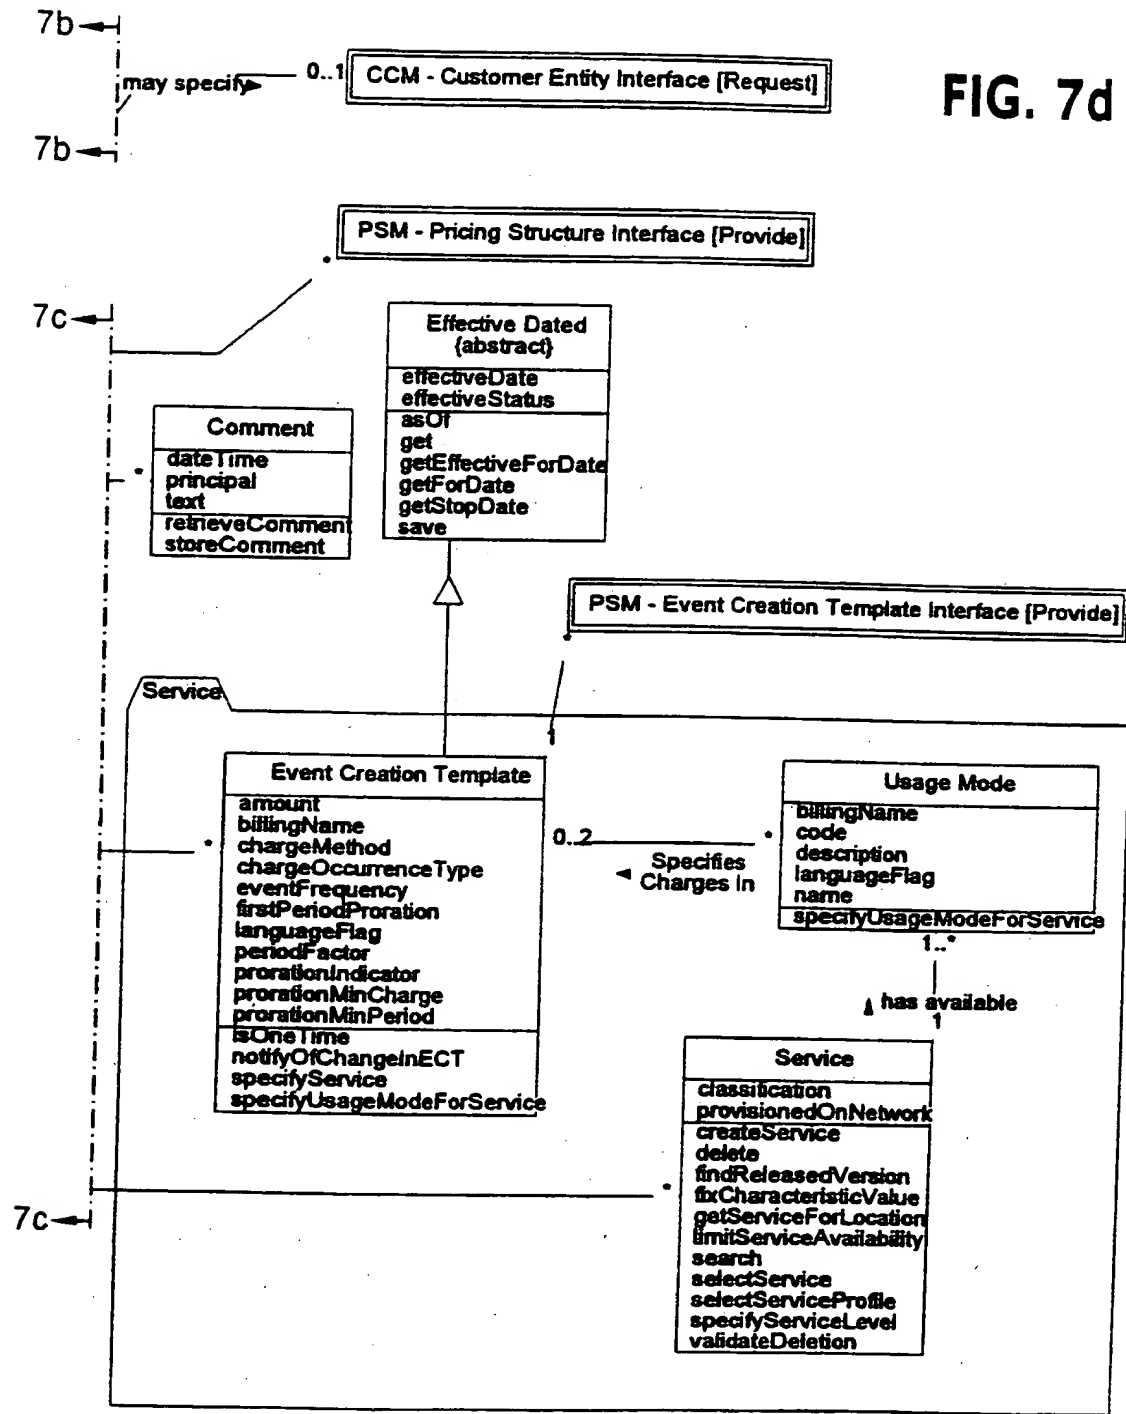 7b
may specify
0..1
CCM - Customer Entity Interface [Request]
FIG. 7d
7b
PSM - Pricing Structure Interface [Provide]
*
7c
Effective Dated
{abstract}
effectiveDate
effectiveStatus
asOf
get
getEffectiveForDate
getForDate
getStopDate
save
Comment
*
dateTime
principal
text
retrieveComment
storeComment
PSM - Event Creation Template Interface [Provide]
*
Service
1
Event Creation Template
*
amount
billingName
chargeMethod
chargeOccurrenceType
eventFrequency
firstPeriodProration
languageFlag
periodFactor
prorationIndicator
prorationMinCharge
prorationMinPeriod
isOneTime
notifyOfChangeInECT
specifyService
specifyUsageModeForService
0..2
*
Specifies
Charges In
Usage Mode
billingName
code
description
languageFlag
name
specifyUsageModeForService
1..*
has available
1
Service
classification
provisionedOnNetwork
createService
delete
findReleasedVersion
fixCharacteristicValue
getServiceForLocation
limitServiceAvailability
search
selectService
selectServiceProfile
specifyServiceLevel
validateDeletion
*
7c